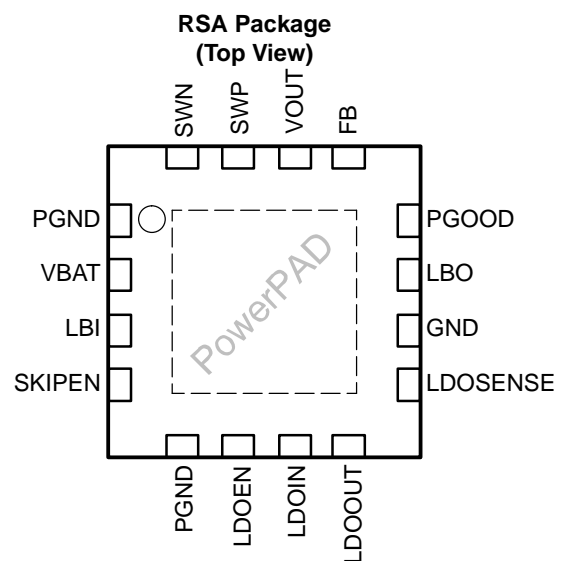 RSA Package
(Top View)
SWN
SWP
VOUT
FB
PGND
VBAT
LBI
SKIPEN
PowerPAD
PGOOD
LBO
GND
LDOSENSE
PGND
LDOEN
LDOIN
LDOOUT